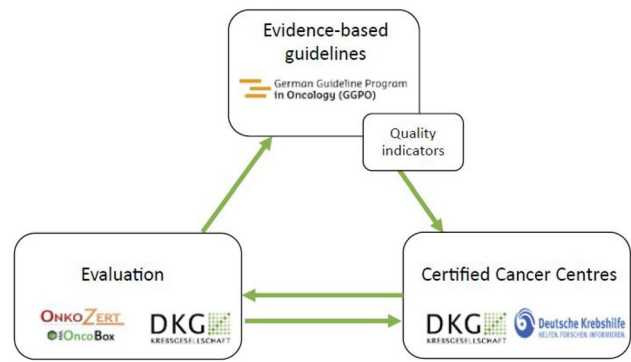 Evidence-based
guidelines
German Guideline Program
in Oncology (GGPO)
Quality
indicators
Evaluation
ONKOZERT
OncoBox
DKG
KREBSGESELLSCHAFT
Certified Cancer Centres
DKG
KREBSGESELLSCHAFT
Deutsche Krebshilfe
HELFEN. FORSCHEN. INFORMIEREN.